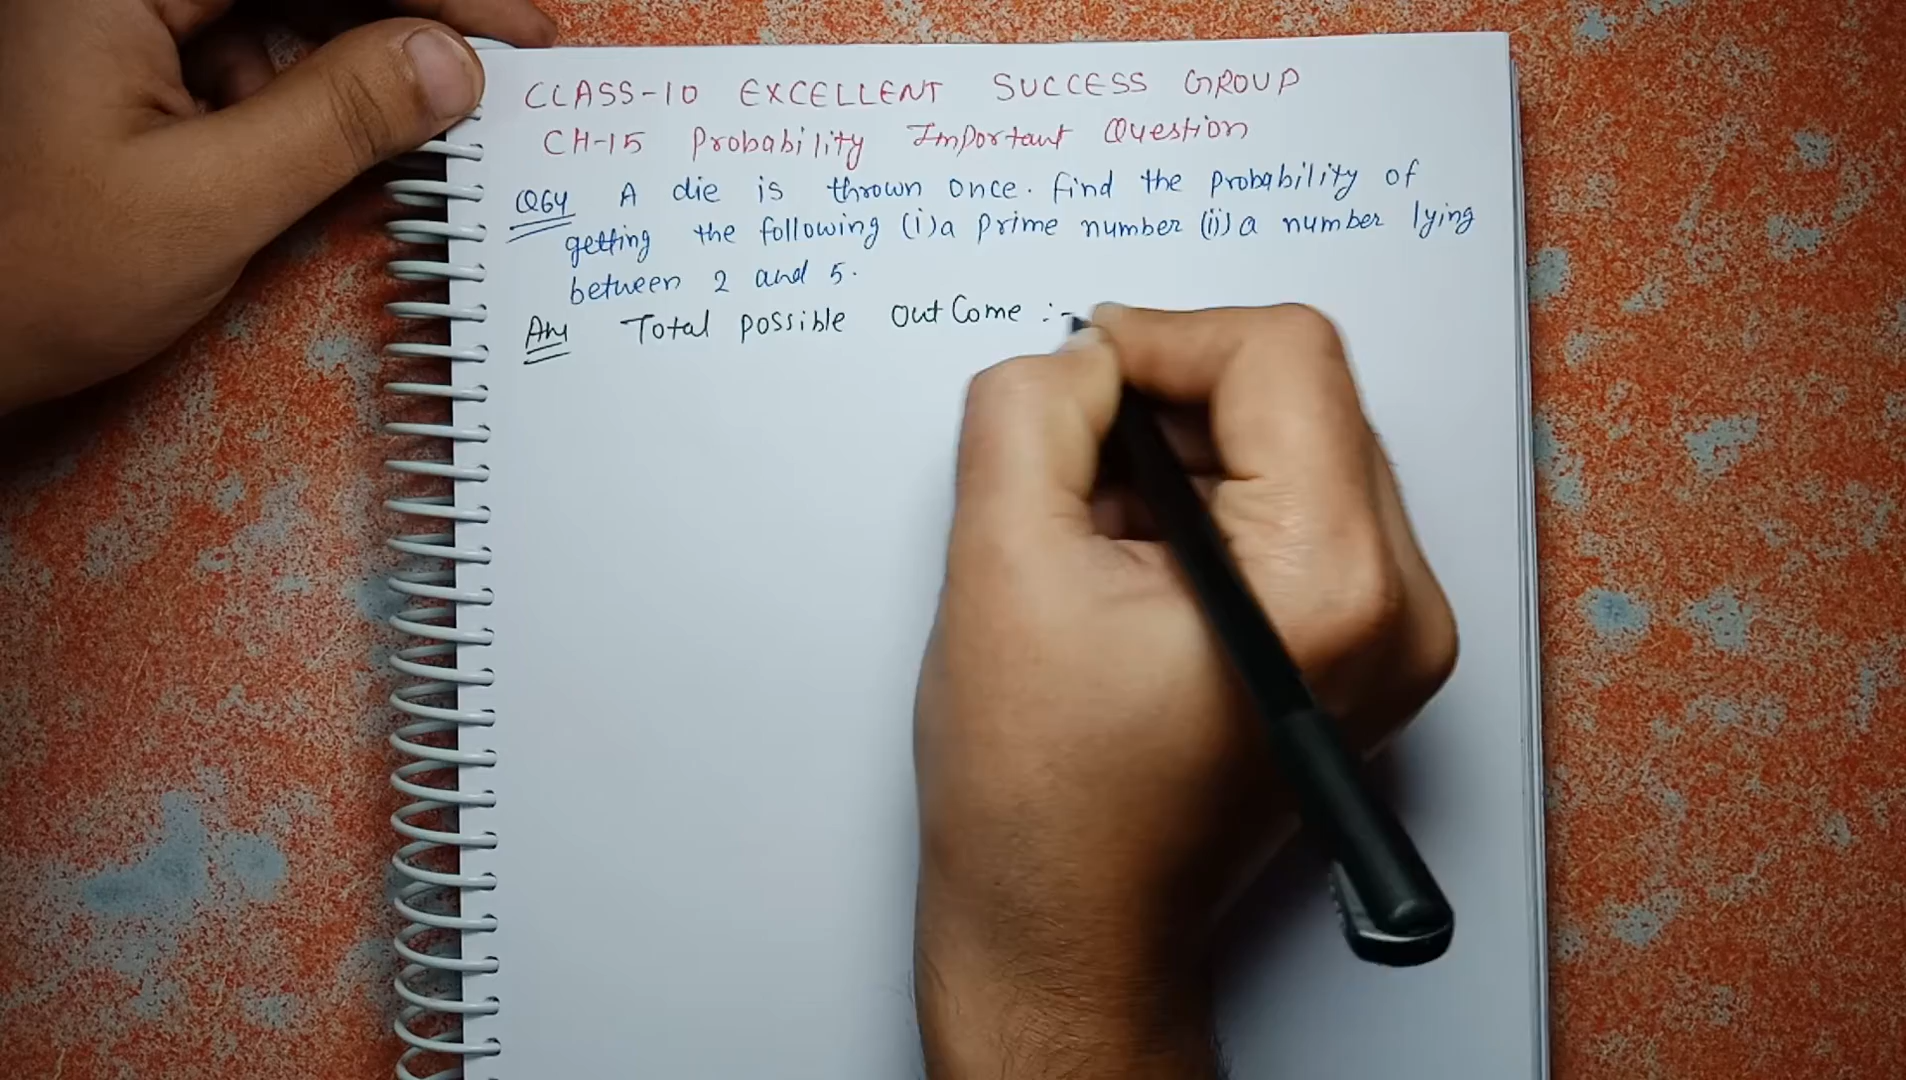 CLASS-10 EXCELLENT SUCCESS GROUP
CH-15 Probability Important Question
Q64 A die is thrown once. find the probability of
getting the following (i) a prime number (ii) a number lying
between 2 and 5.
Ans Total possible outCome :-